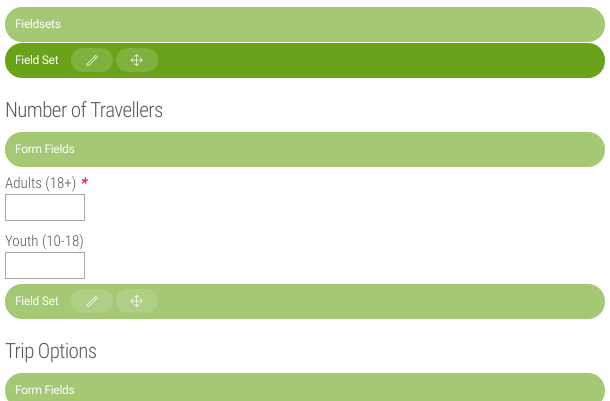 Fieldsets
Field Set
Number of Travellers
Form Fields
Adults (18+) *
Youth (10-18)
Field Set
Trip Options
Form Fields